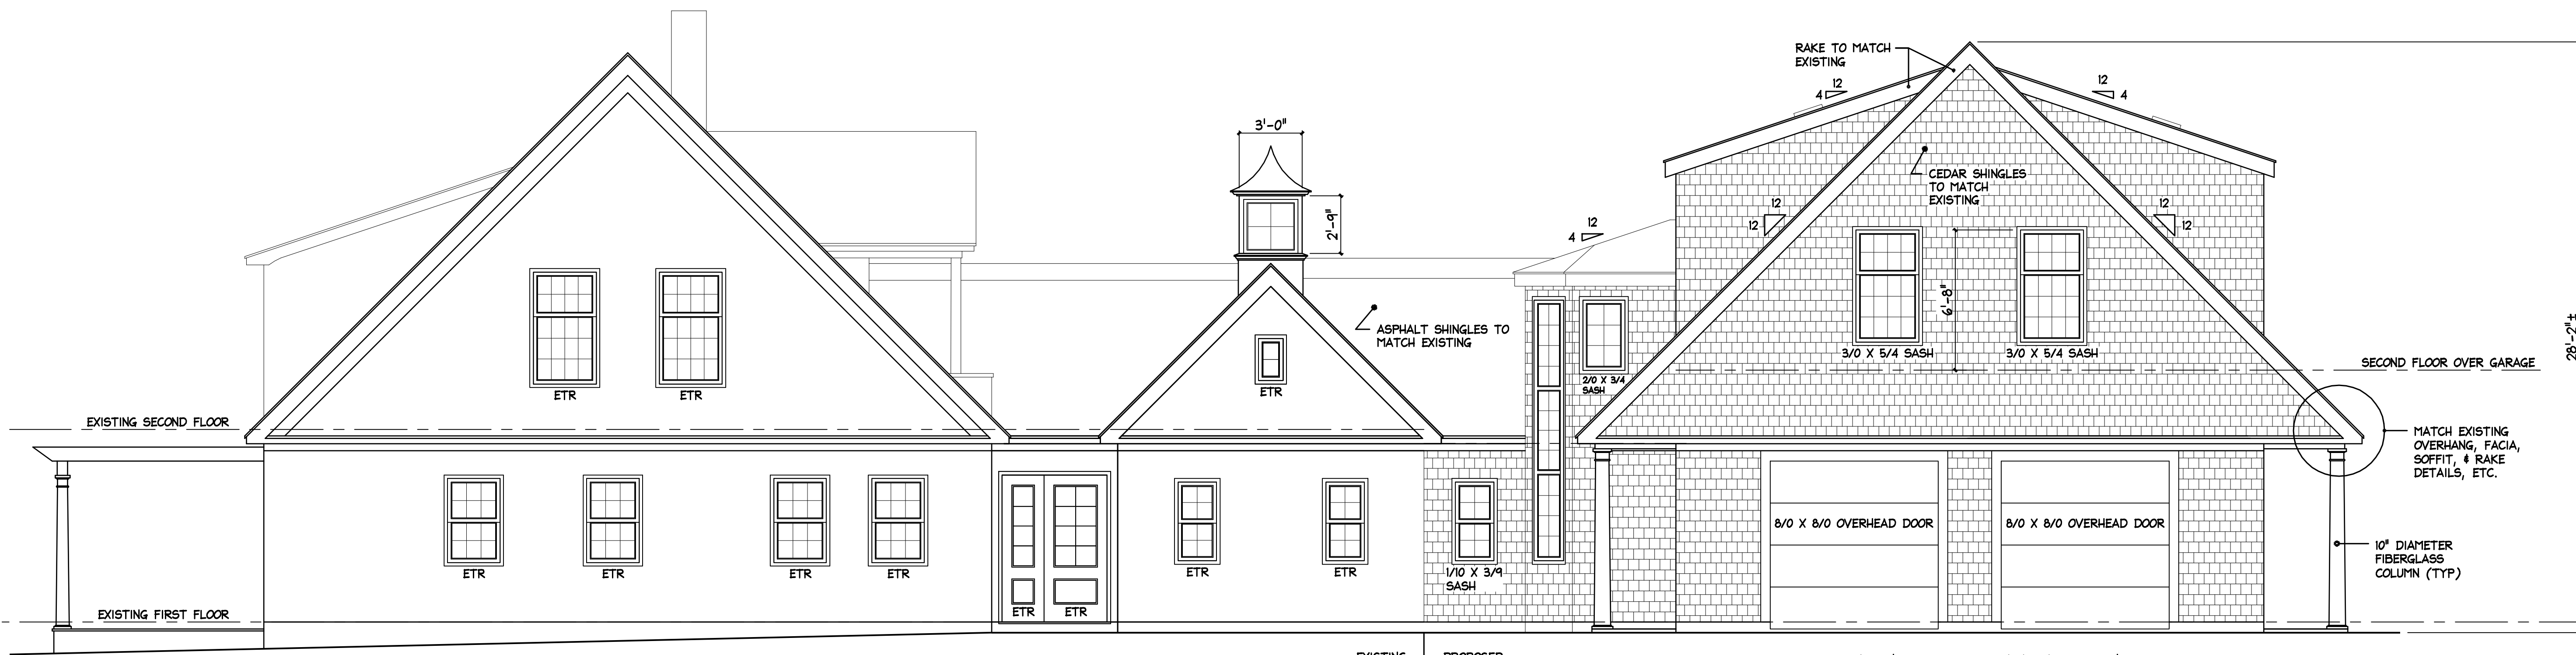 RAKE TO MATCH
EXISTING
12
4
12
4
3'-0"
2'-9"
CEDAR SHINGLES
TO MATCH
EXISTING
12
12
12
12
12
4
6'-8"
ASPHALT SHINGLES TO
MATCH EXISTING
3/0 X 5/4 SASH
3/0 X 5/4 SASH
28'-2"±
SECOND FLOOR OVER GARAGE
2/0 X 3/4
SASH
ETR
ETR
ETR
EXISTING SECOND FLOOR
MATCH EXISTING
OVERHANG, FACIA,
SOFFIT, & RAKE
DETAILS, ETC.
8/0 X 8/0 OVERHEAD DOOR
8/0 X 8/0 OVERHEAD DOOR
10" DIAMETER
FIBERGLASS
COLUMN (TYP)
ETR
ETR
ETR
ETR
ETR
ETR
1/10 X 3/9
SASH
EXISTING FIRST FLOOR
ETR
ETR
EXISTING
PROPOSED